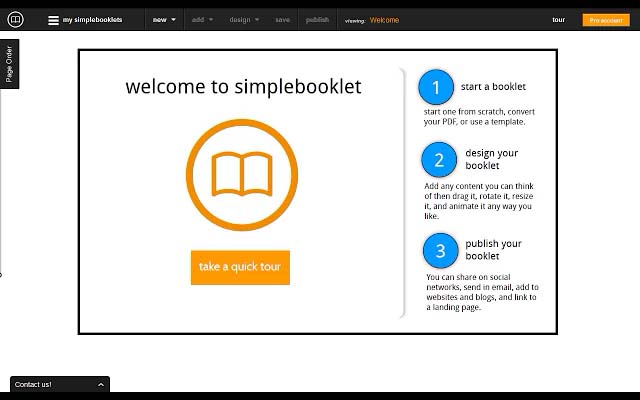 my simplebooklets new add design save publish viewing: Welcome tour Pro account
Page Order
welcome to simplebooklet
take a quick tour
1 start a booklet
start one from scratch, convert
your PDF, or use a template.
2 design your
booklet
Add any content you can think
of then drag it, rotate it, resize
it, and animate it any way you
like.
3 publish your
booklet
You can share on social
networks, send in email, add to
websites and blogs, and link to
a landing page.
Contact us!